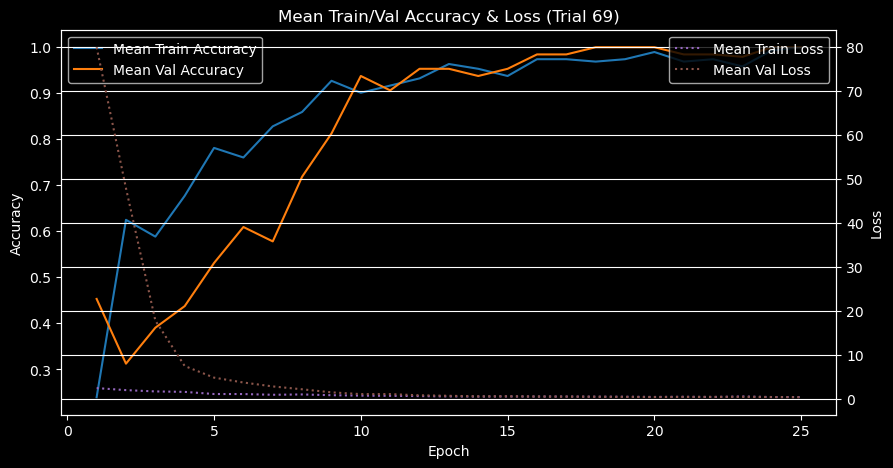 Mean Train/Val Accuracy & Loss (Trial 69)
Mean Train Accuracy
Mean Val Accuracy
Mean Train Loss
Mean Val Loss
1.0
0.9
0.8
0.7
0.6
0.5
0.4
0.3
Accuracy
80
70
60
50
40
30
20
10
0
Loss
0 5 10 15 20 25
Epoch